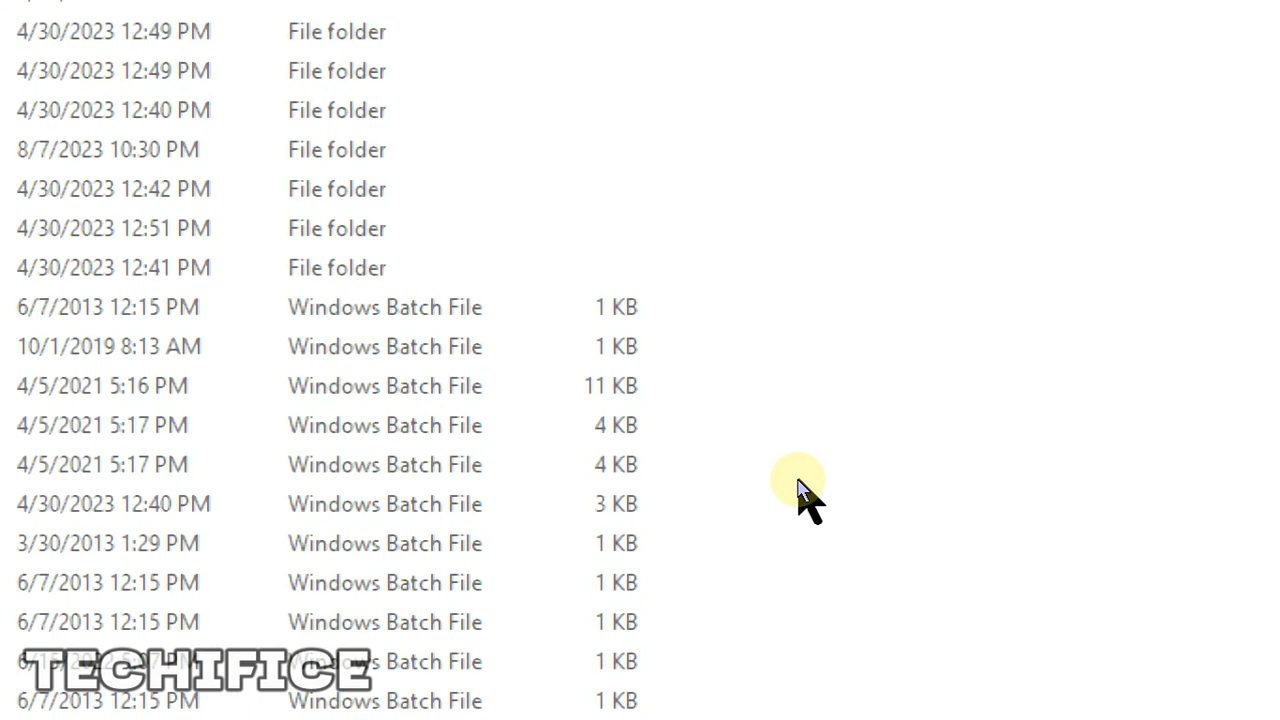 4/30/2023 12:49 PM File folder
4/30/2023 12:49 PM File folder
4/30/2023 12:40 PM File folder
8/7/2023 10:30 PM File folder
4/30/2023 12:42 PM File folder
4/30/2023 12:51 PM File folder
4/30/2023 12:41 PM File folder
6/7/2013 12:15 PM Windows Batch File 1 KB
10/1/2019 8:13 AM Windows Batch File 1 KB
4/5/2021 5:16 PM Windows Batch File 11 KB
4/5/2021 5:17 PM Windows Batch File 4 KB
4/5/2021 5:17 PM Windows Batch File 4 KB
4/30/2023 12:40 PM Windows Batch File 3 KB
3/30/2013 1:29 PM Windows Batch File 1 KB
6/7/2013 12:15 PM Windows Batch File 1 KB
6/7/2013 12:15 PM Windows Batch File 1 KB
Windows Batch File 1 KB
TECHIFICE
6/7/2013 12:15 PM Windows Batch File 1 KB